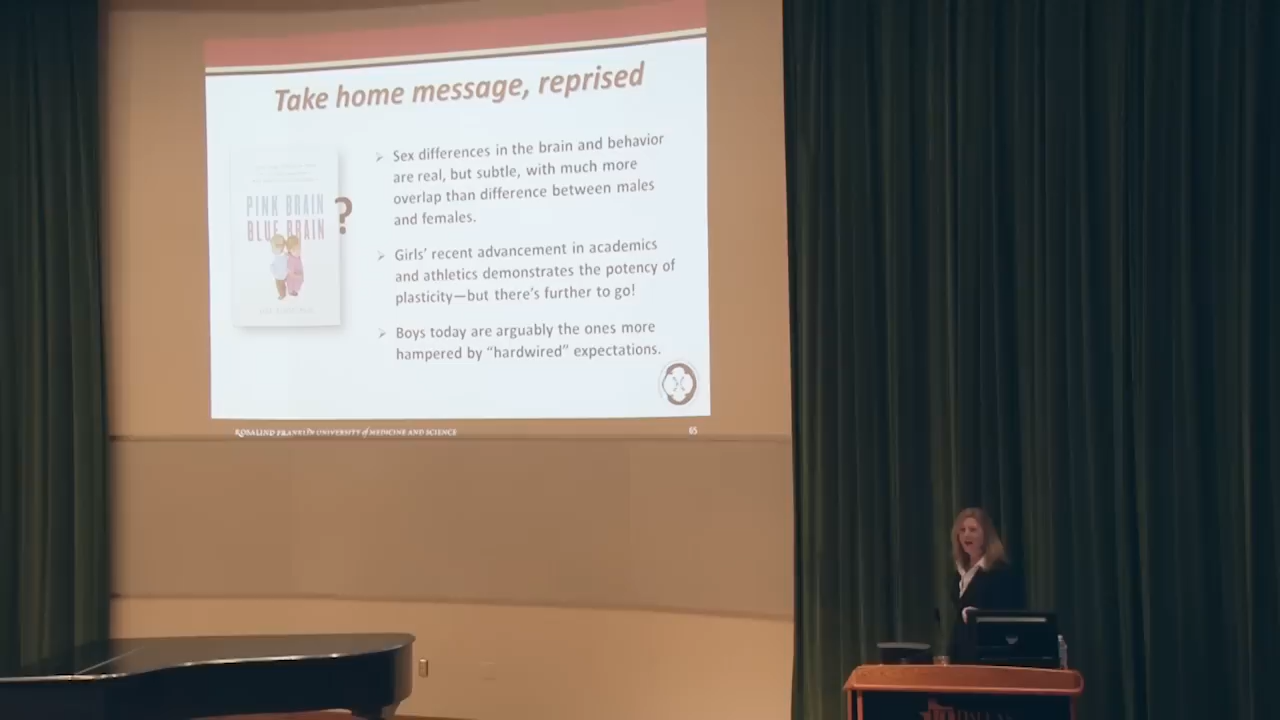 Take home message, reprised
PINK BRAIN
BLUE BRAIN
?
Sex differences in the brain and behavior
are real, but subtle, with much more
overlap than difference between males
and females.
Girls' recent advancement in academics
and athletics demonstrates the potency of
plasticity—but there's further to go!
Boys today are arguably the ones more
hampered by "hardwired" expectations.
ROSALIND FRANKLIN UNIVERSITY of MEDICINE AND SCIENCE
65